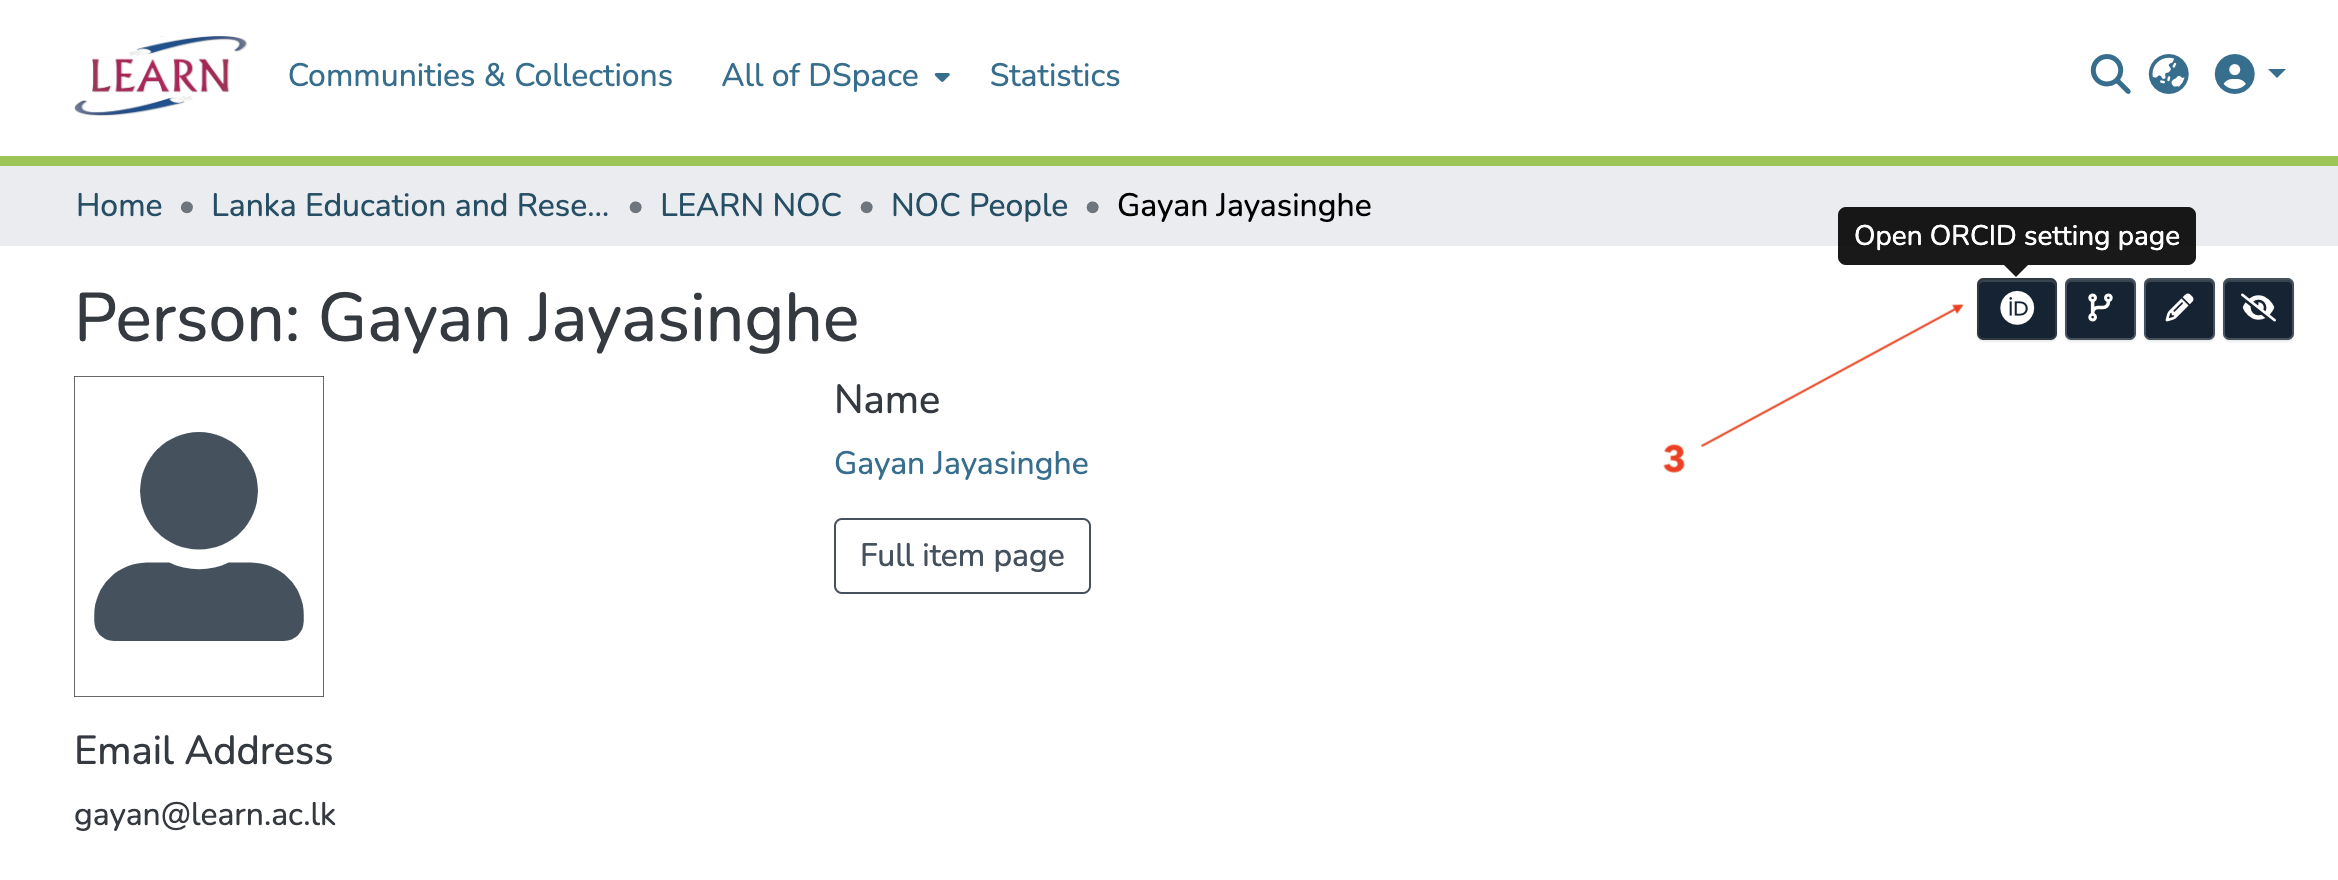 LEARN
Communities & Collections
All of DSpace
Statistics
Home • Lanka Education and Rese... • LEARN NOC • NOC People • Gayan Jayasinghe
Open ORCID setting page
iD
Person: Gayan Jayasinghe
3
Name
Gayan Jayasinghe
Full item page
Email Address
gayan@learn.ac.lk